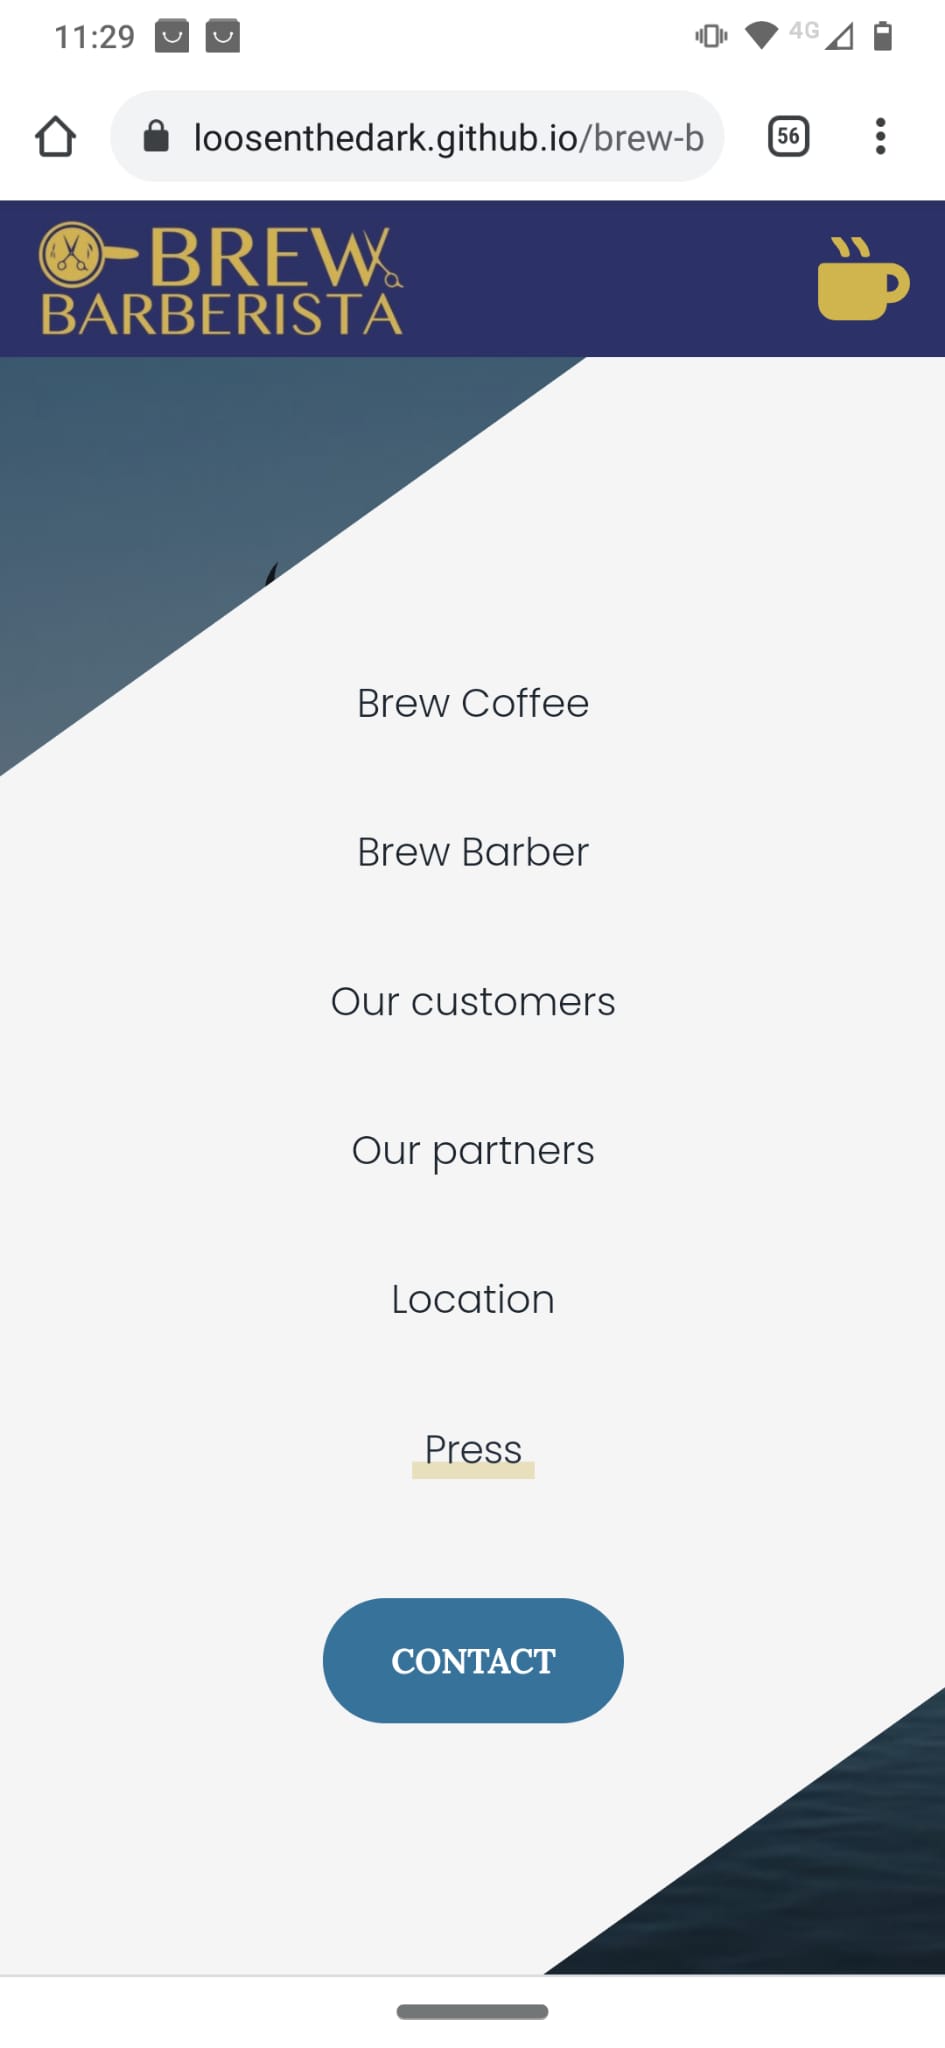 11:29
4G
loosenthedark.github.io/brew-b
56
BREW
BARBERISTA
Brew Coffee
Brew Barber
Our customers
Our partners
Location
Press
CONTACT